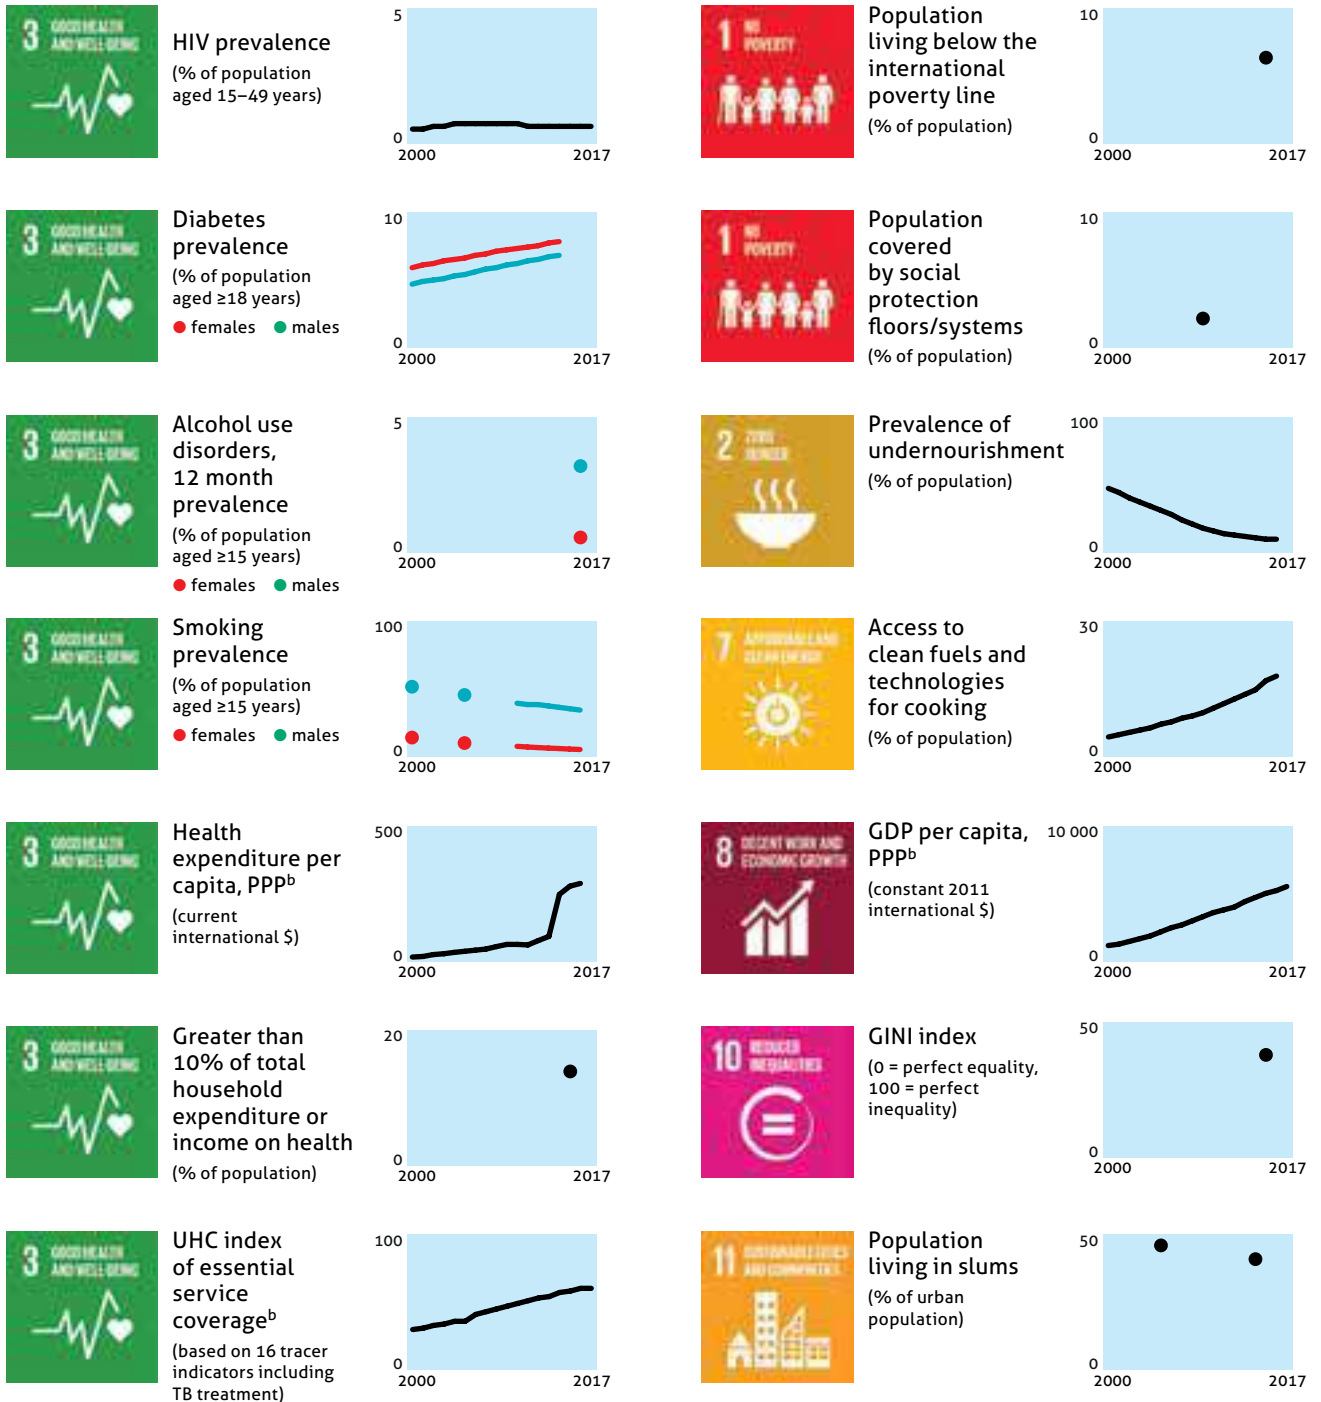 3 GOOD HEALTH
AND WELL-BEING
HIV prevalence
(% of population
aged 15–49 years)
5
0
2000 2017
3 GOOD HEALTH
AND WELL-BEING
Diabetes
prevalence
(% of population
aged ≥18 years)
females males
10
0
2000 2017
3 GOOD HEALTH
AND WELL-BEING
Alcohol use
disorders,
12 month
prevalence
(% of population
aged ≥15 years)
females males
5
0
2000 2017
3 GOOD HEALTH
AND WELL-BEING
Smoking
prevalence
(% of population
aged ≥15 years)
females males
100
0
2000 2017
3 GOOD HEALTH
AND WELL-BEING
Health
expenditure per
capita, PPPᵇ
(current
international $)
500
0
2000 2017
3 GOOD HEALTH
AND WELL-BEING
Greater than
10% of total
household
expenditure or
income on health
(% of population)
20
0
2000 2017
3 GOOD HEALTH
AND WELL-BEING
UHC index
of essential
service
coverageᵇ
(based on 16 tracer
indicators including
TB treatment)
100
0
2000 2017
1 NO
POVERTY
Population
living below the
international
poverty line
(% of population)
10
0
2000 2017
1 NO
POVERTY
Population
covered
by social
protection
floors/systems
(% of population)
10
0
2000 2017
2 ZERO
HUNGER
Prevalence of
undernourishment
(% of population)
100
0
2000 2017
7 AFFORDABLE AND
CLEAN ENERGY
Access to
clean fuels and
technologies
for cooking
(% of population)
30
0
2000 2017
8 DECENT WORK AND
ECONOMIC GROWTH
GDP per capita,
PPPᵇ
(constant 2011
international $)
10 000
0
2000 2017
10 REDUCED
INEQUALITIES
GINI index
(0 = perfect equality,
100 = perfect
inequality)
50
0
2000 2017
11 SUSTAINABLE CITIES
AND COMMUNITIES
Population
living in slums
(% of urban
population)
50
0
2000 2017